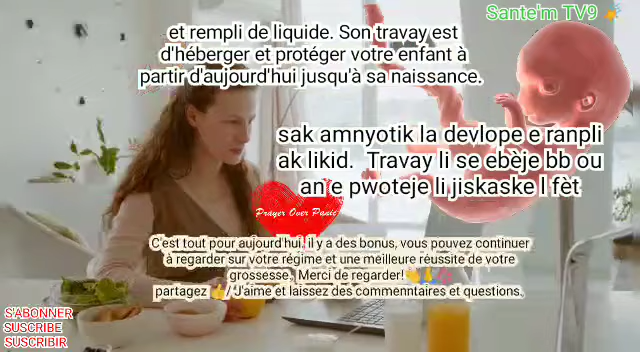 Sante'm TV9
et rempli de liquide. Son travay est
d'héberger et protéger votre enfant à
partir d'aujourd'hui jusqu'à sa naissance.
sak amnyotik la devlope e ranpli
ak likid. Travay li se ebèje bb ou
an e pwoteje li jiskaske l fèt
Prayer Over Panic
C'est tout pour aujourd'hui, il y a des bonus, vous pouvez continuer
à regarder sur votre régime et une meilleure réussite de votre
grossesse. Merci de regarder! 👋🙏
partagez 👍/ J'aime et laissez des commenntaires et questions.
S'ABONNER
SUSCRIBE
SUSCRIBIR